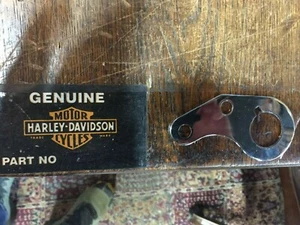 GENUINE
MOTOR
HARLEY-DAVIDSON
CYCLES
PART NO